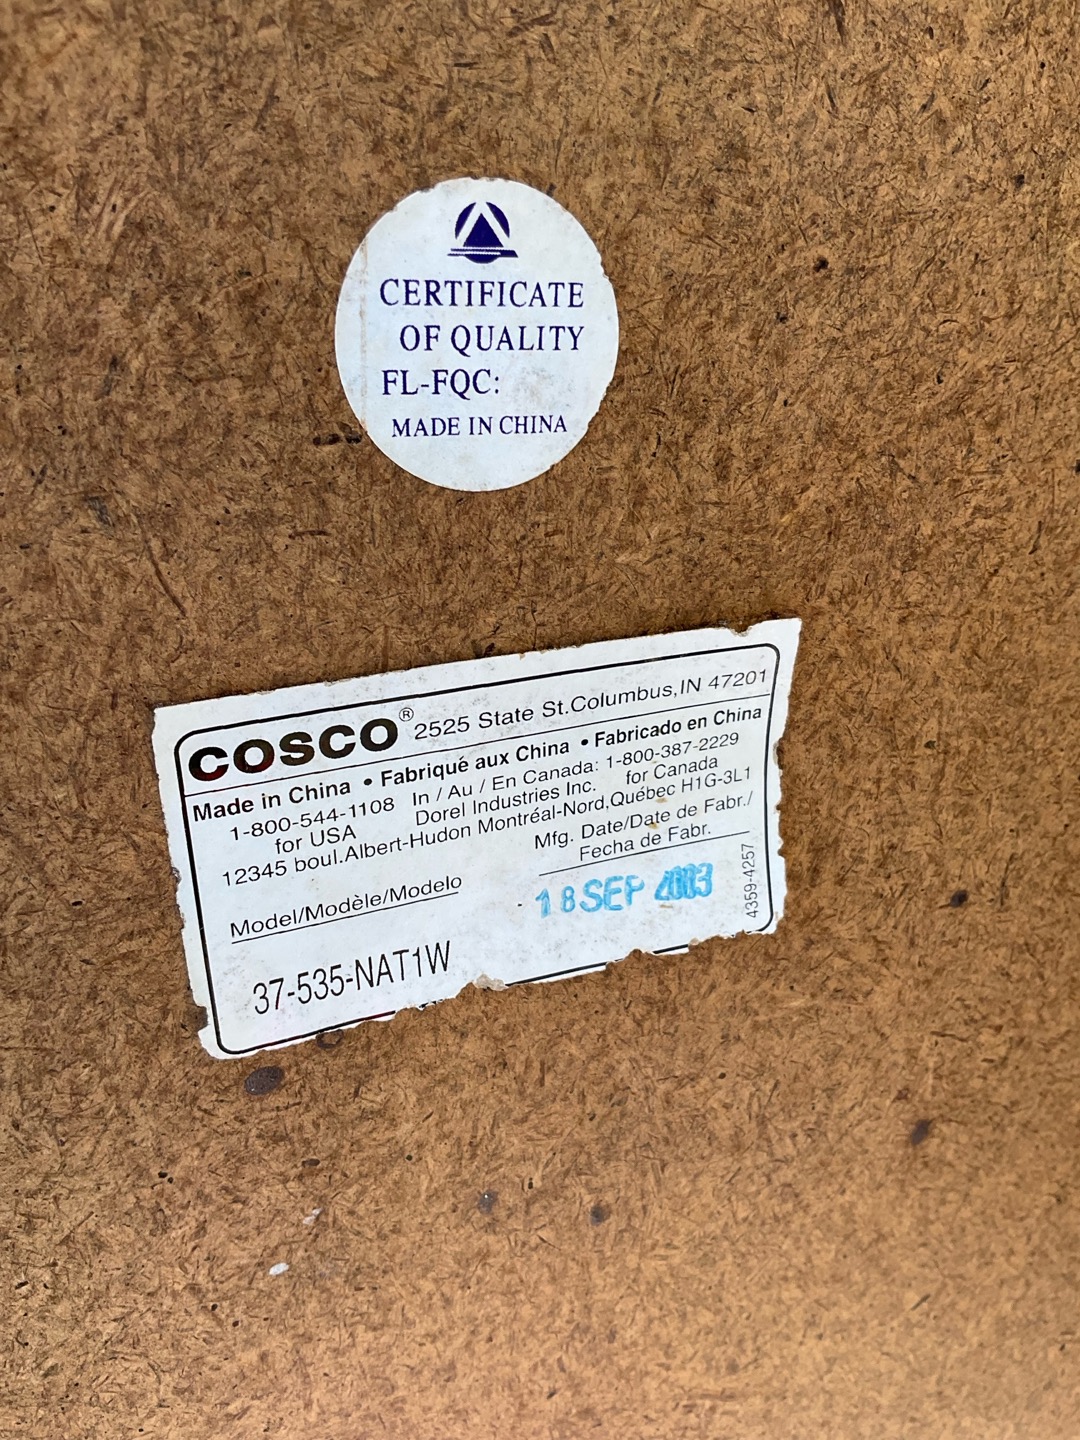 CERTIFICATE
OF QUALITY
FL-FQC:
MADE IN CHINA
COSCO® 2525 State St.Columbus,IN 47201
Made in China • Fabriqué aux China • Fabricado en China
1-800-544-1108 In / Au / En Canada: 1-800-387-2229
for USA Dorel Industries Inc. for Canada
12345 boul.Albert-Hudon Montréal-Nord,Québec H1G-3L1
Mfg. Date/Date de Fabr./
Fecha de Fabr.
Model/Modèle/Modelo
18 SEP 2003
37-535-NAT1W
4359-4257